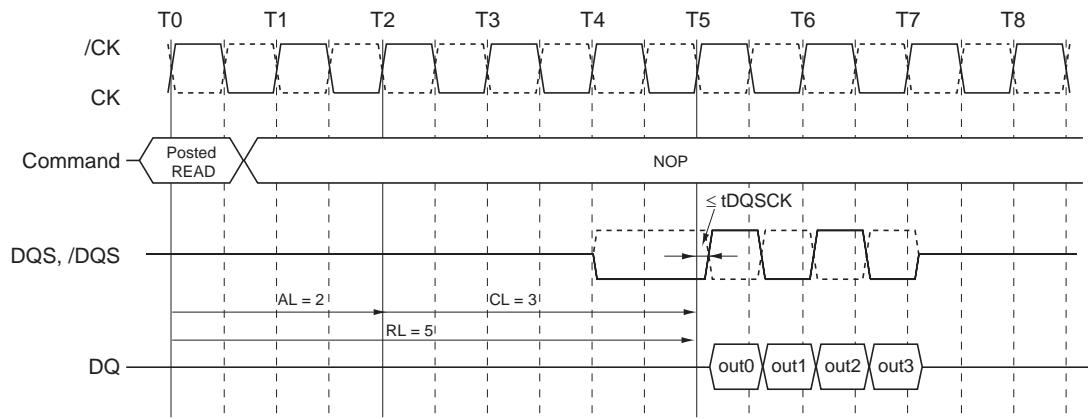 T0 T1 T2 T3 T4 T5 T6 T7 T8
/CK
CK
Command
Posted
READ
NOP
≤ tDQSCK
DQS, /DQS
AL = 2
CL = 3
RL = 5
DQ
out0 out1 out2 out3